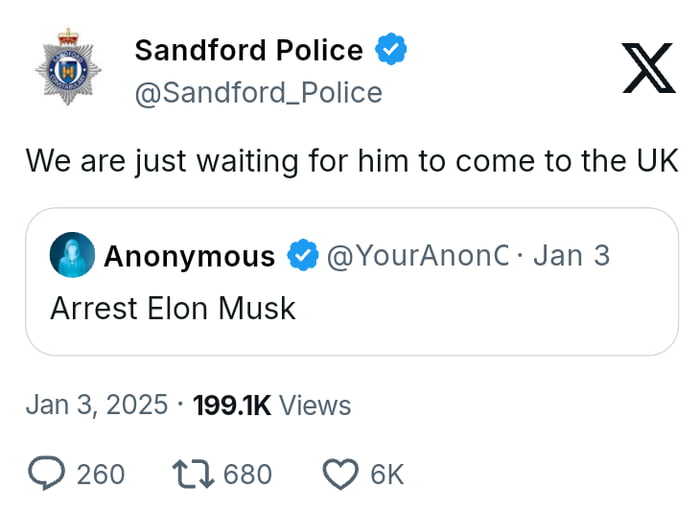 Sandford Police
@Sandford_Police
We are just waiting for him to come to the UK
Anonymous @YourAnonC · Jan 3
Arrest Elon Musk
Jan 3, 2025 · 199.1K Views
260 680 6K